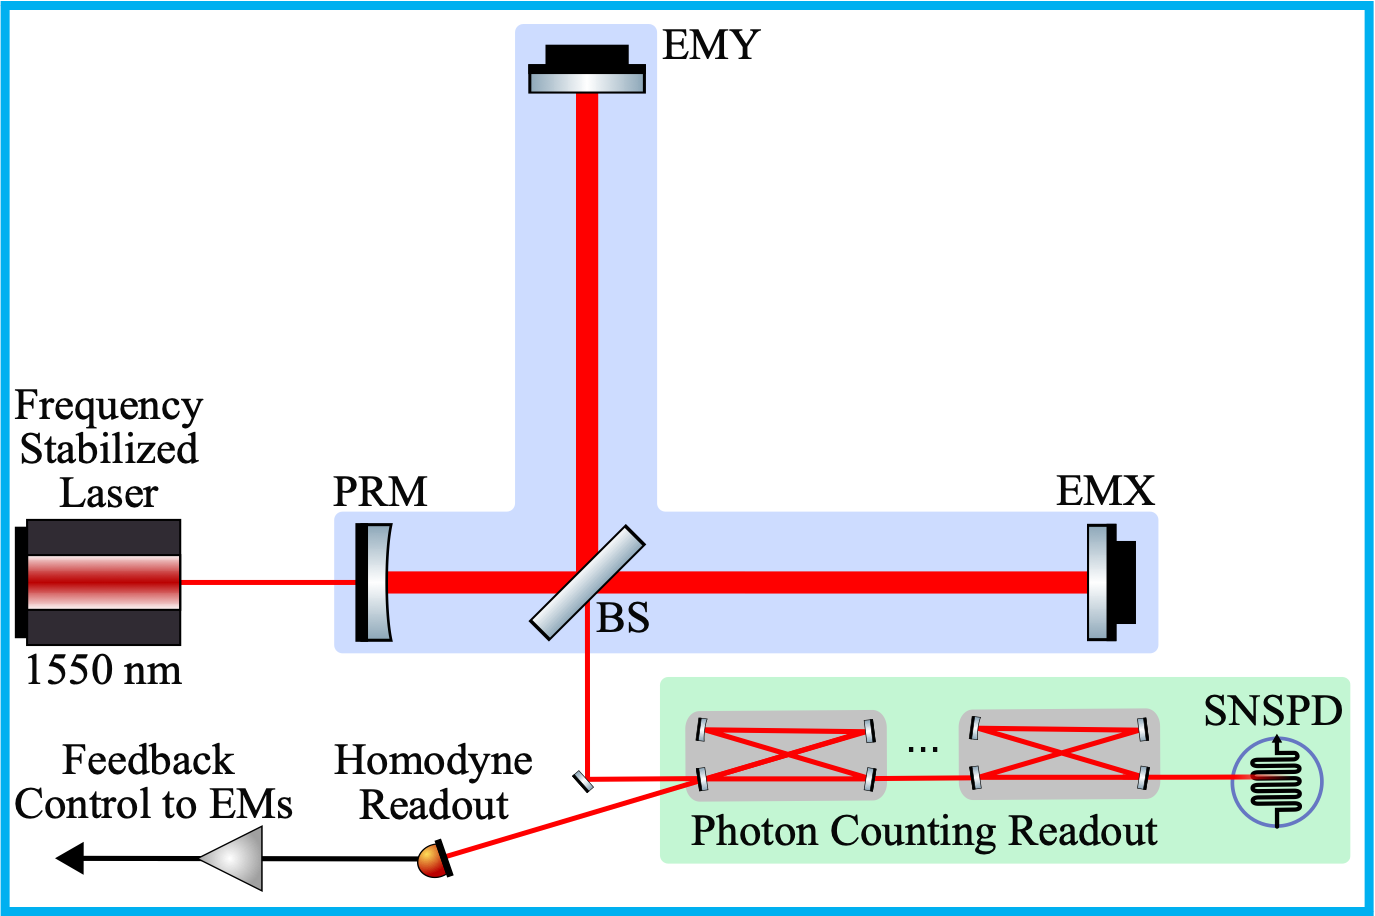 EMY
Frequency
Stabilized
Laser
1550 nm
PRM
EMX
BS
SNSPD
...
Photon Counting Readout
Homodyne
Readout
Feedback
Control to EMs